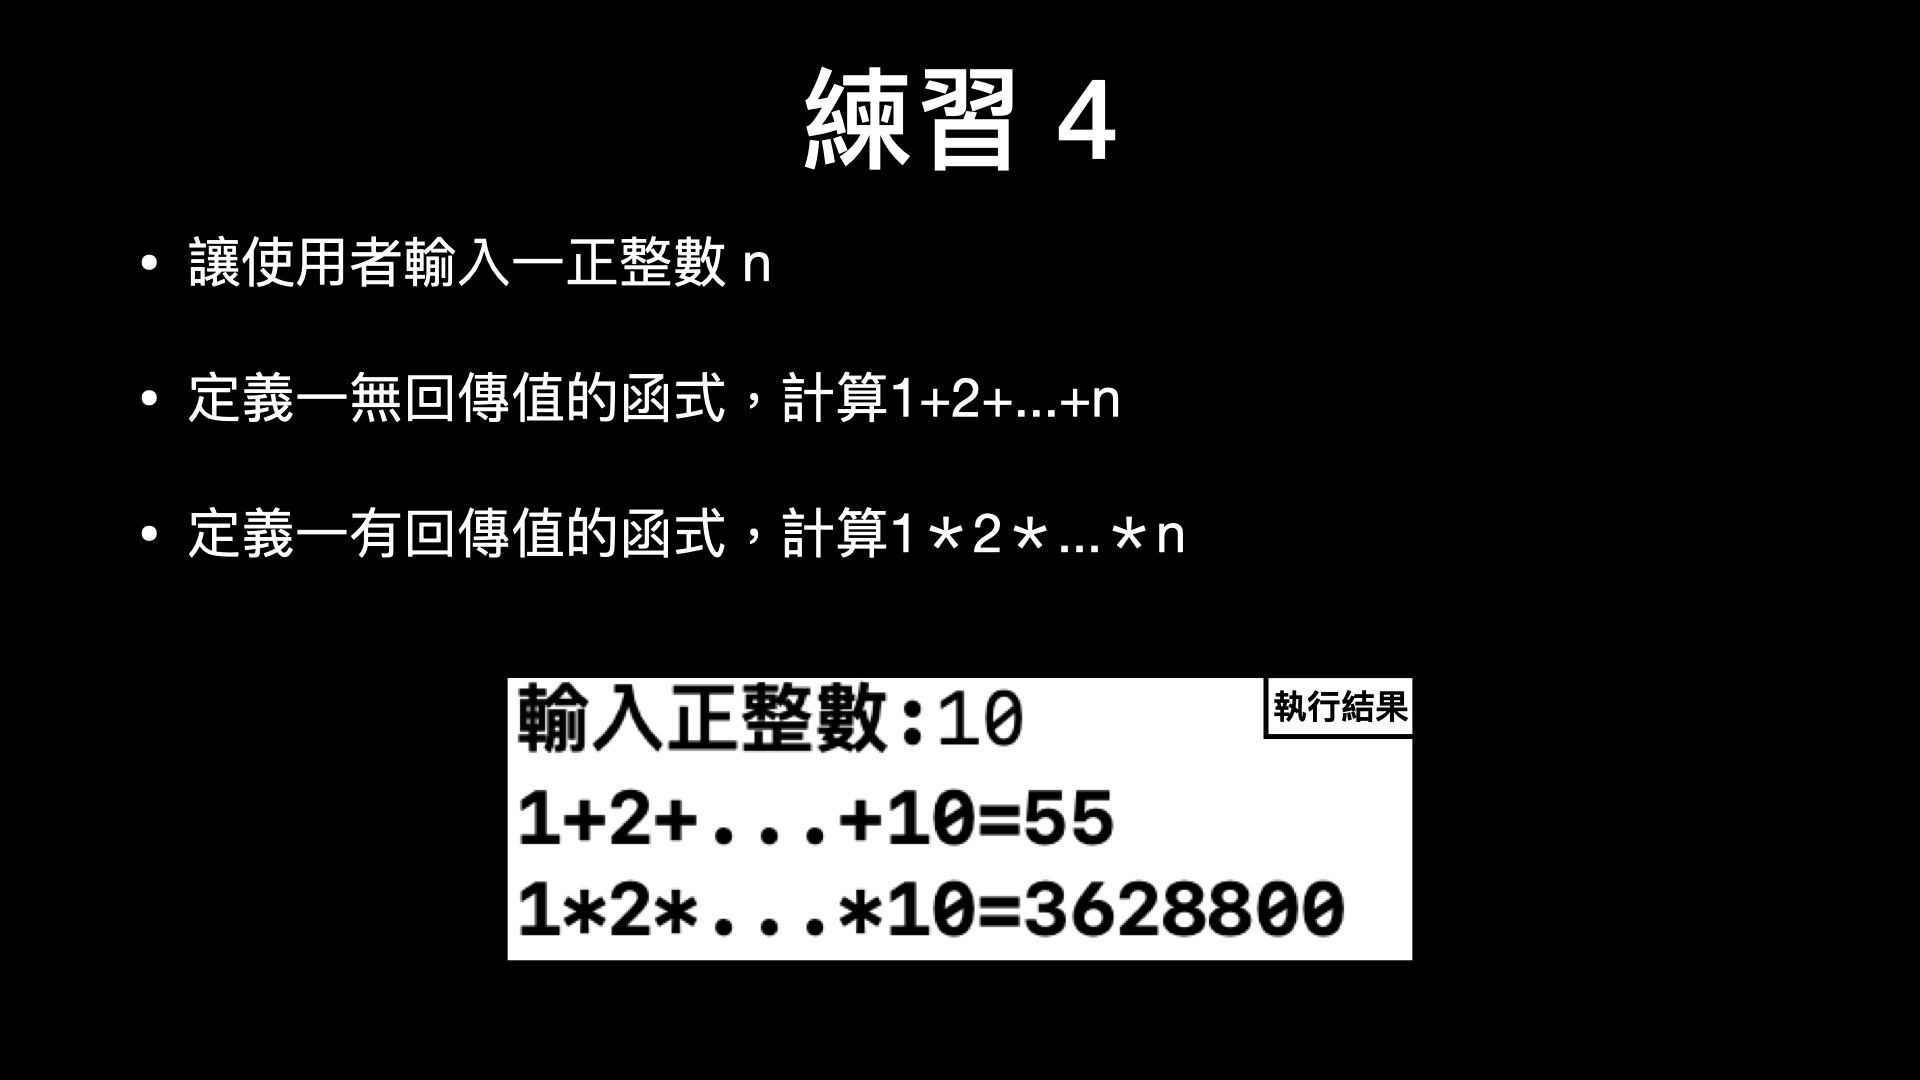 練習 4
• 讓使用者輸入一正整數 n
• 定義一無回傳值的函式，計算1+2+...+n
• 定義一有回傳值的函式，計算1＊2＊...＊n
執行結果
輸入正整數:10
1+2+...+10=55
1*2*...*10=3628800